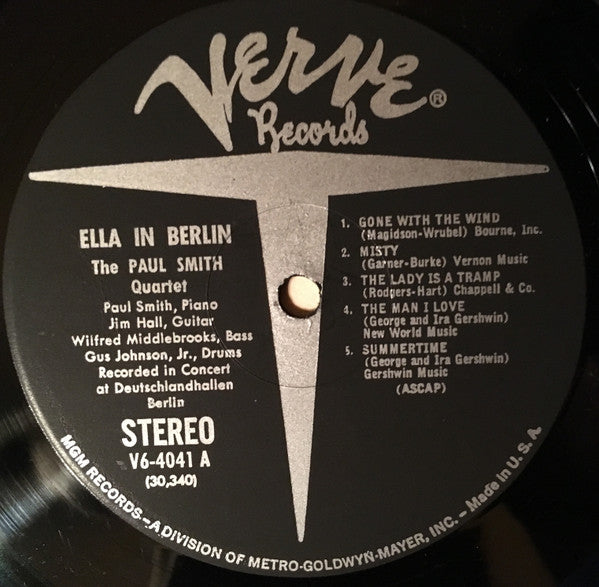 Verve®
Records
ELLA IN BERLIN
The PAUL SMITH
Quartet
Paul Smith, Piano
Jim Hall, Guitar
Wilfred Middlebrooks, Bass
Gus Johnson, Jr., Drums
Recorded in Concert
at Deutschlandhallen
Berlin
STEREO
V6-4041 A
(30,340)
1. GONE WITH THE WIND
(Magidson-Wrubel) Bourne, Inc.
2. MISTY
(Garner-Burke) Vernon Music
3. THE LADY IS A TRAMP
(Rodgers-Hart) Chappell & Co.
4. THE MAN I LOVE
(George and Ira Gershwin)
New World Music
5. SUMMERTIME
(George and Ira Gershwin)
Gershwin Music
(ASCAP)
MGM RECORDS—A DIVISION OF METRO-GOLDWYN-MAYER, INC. — Made in U. S. A.